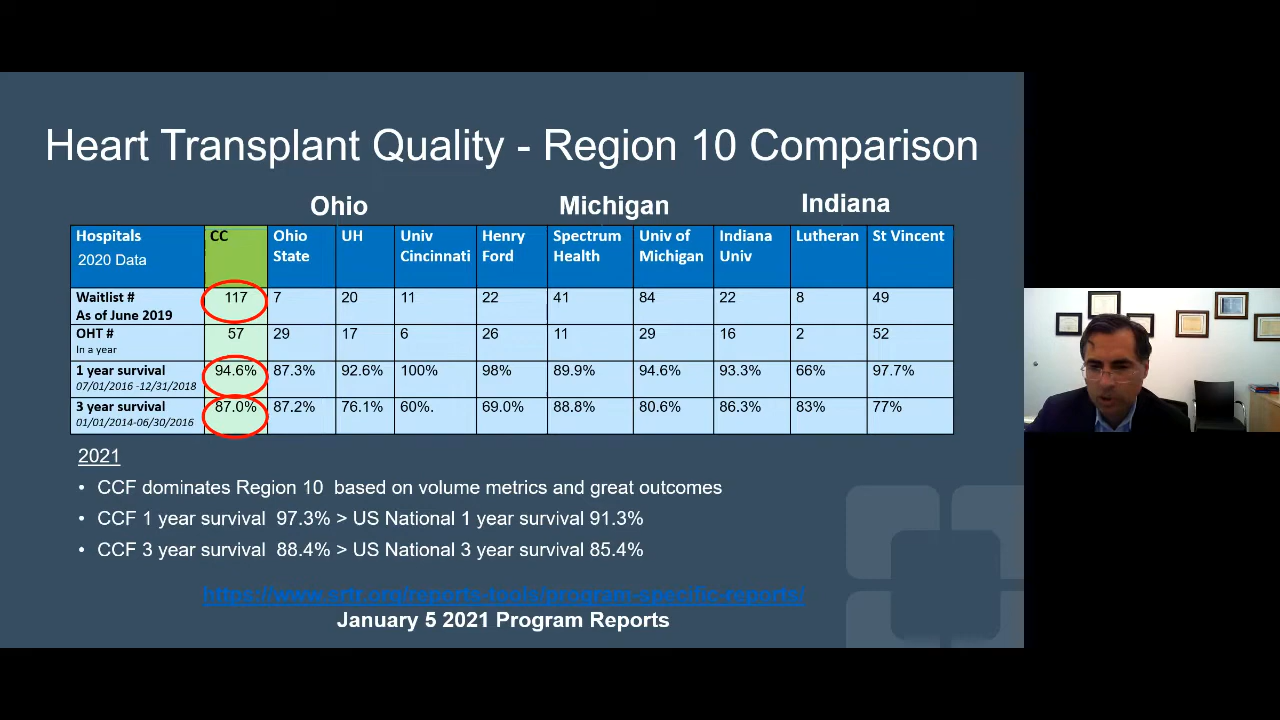 Heart Transplant Quality - Region 10 Comparison
Ohio Michigan Indiana
Hospitals CC Ohio UH Univ Henry Spectrum Univ of Indiana Lutheran St Vincent
2020 Data State Cincinnati Ford Health Michigan Univ
Waitlist # 117 7 20 11 22 41 84 22 8 49
As of June 2019
OHT # 57 29 17 6 26 11 29 16 2 52
In a year
1 year survival 94.6% 87.3% 92.6% 100% 98% 89.9% 94.6% 93.3% 66% 97.7%
07/01/2016 -12/31/2018
3 year survival 87.0% 87.2% 76.1% 60%. 69.0% 88.8% 80.6% 86.3% 83% 77%
01/01/2014-06/30/2016
2021
• CCF dominates Region 10 based on volume metrics and great outcomes
• CCF 1 year survival 97.3% > US National 1 year survival 91.3%
• CCF 3 year survival 88.4% > US National 3 year survival 85.4%
https://www.srtr.org/reports-tools/program-specific-reports/
January 5 2021 Program Reports